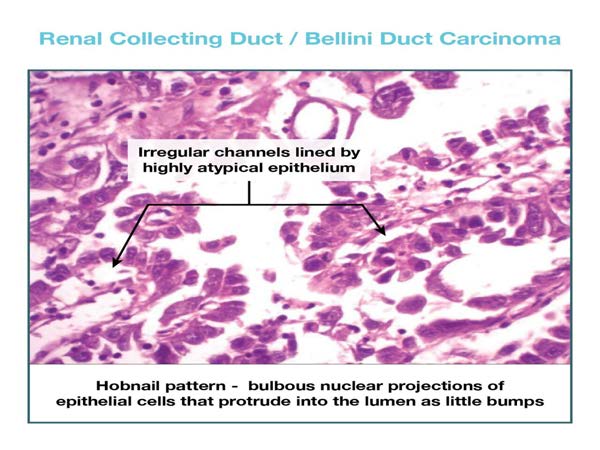 Renal Collecting Duct / Bellini Duct Carcinoma
Irregular channels lined by
highly atypical epithelium
Hobnail pattern - bulbous nuclear projections of
epithelial cells that protrude into the lumen as little bumps